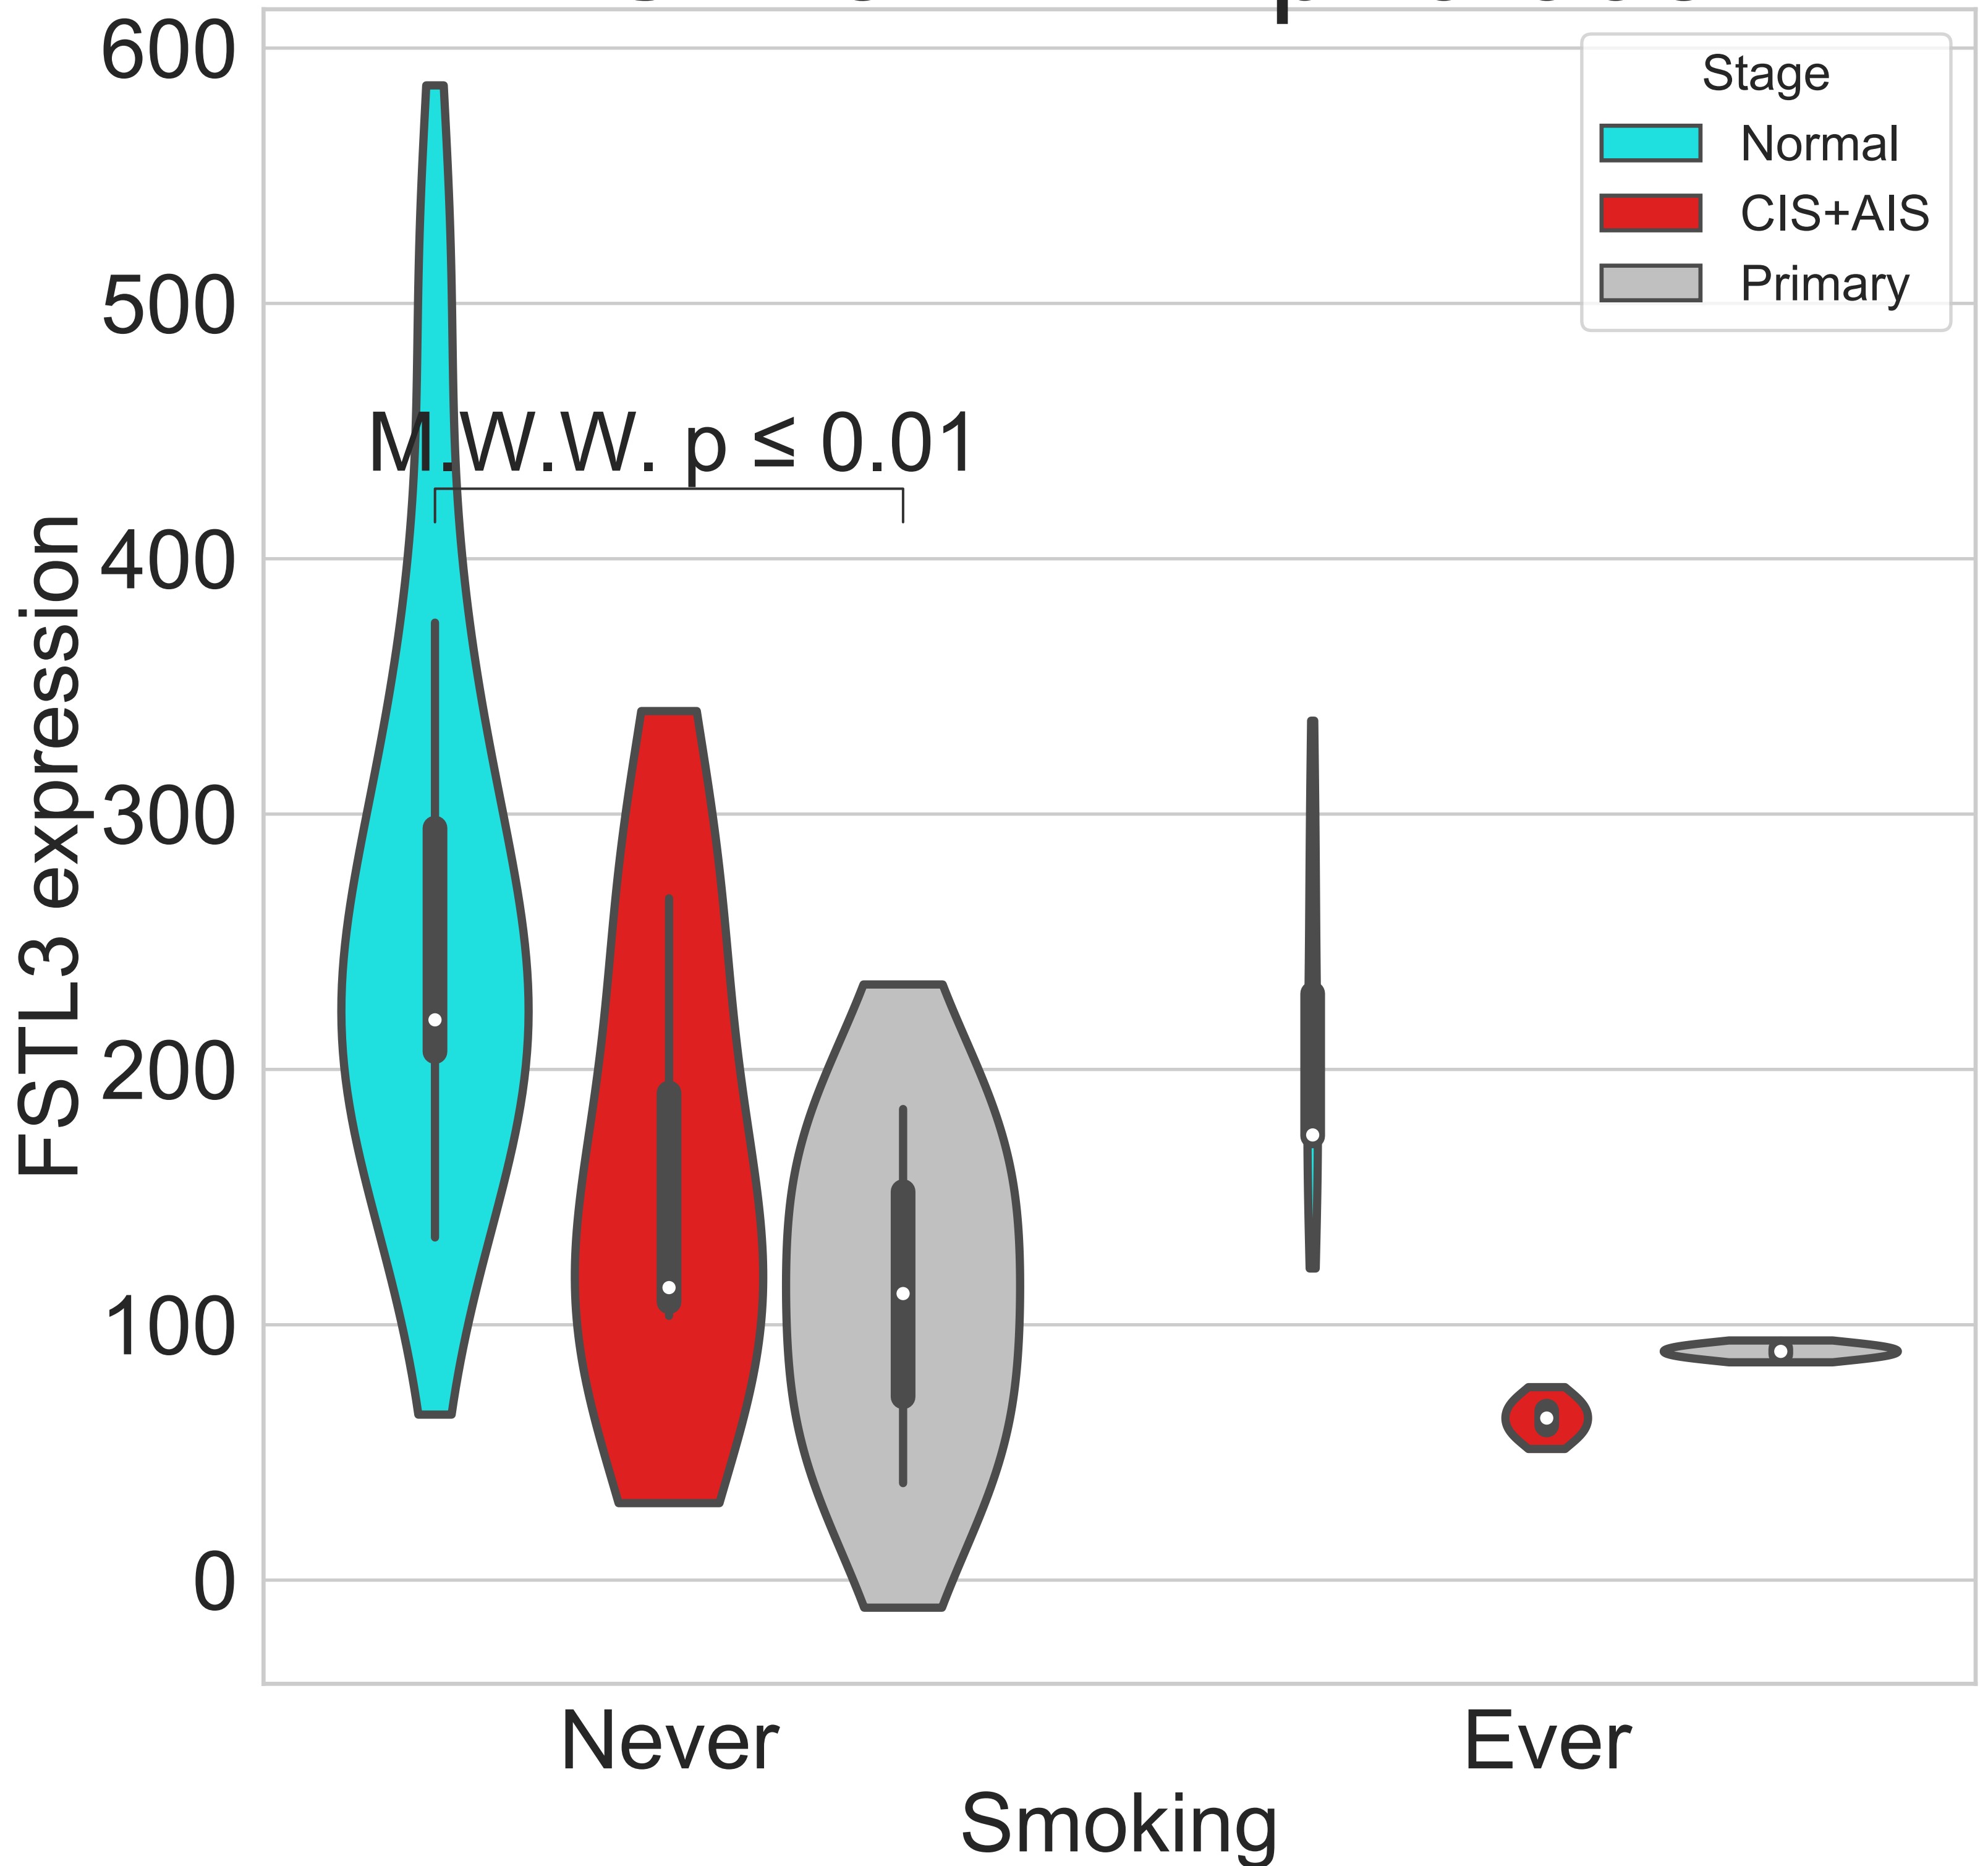 600
500
400
300
200
100
0
FSTL3 expression
M.W.W. p ≤ 0.01
Stage
Normal
CIS+AIS
Primary
Never
Ever
Smoking